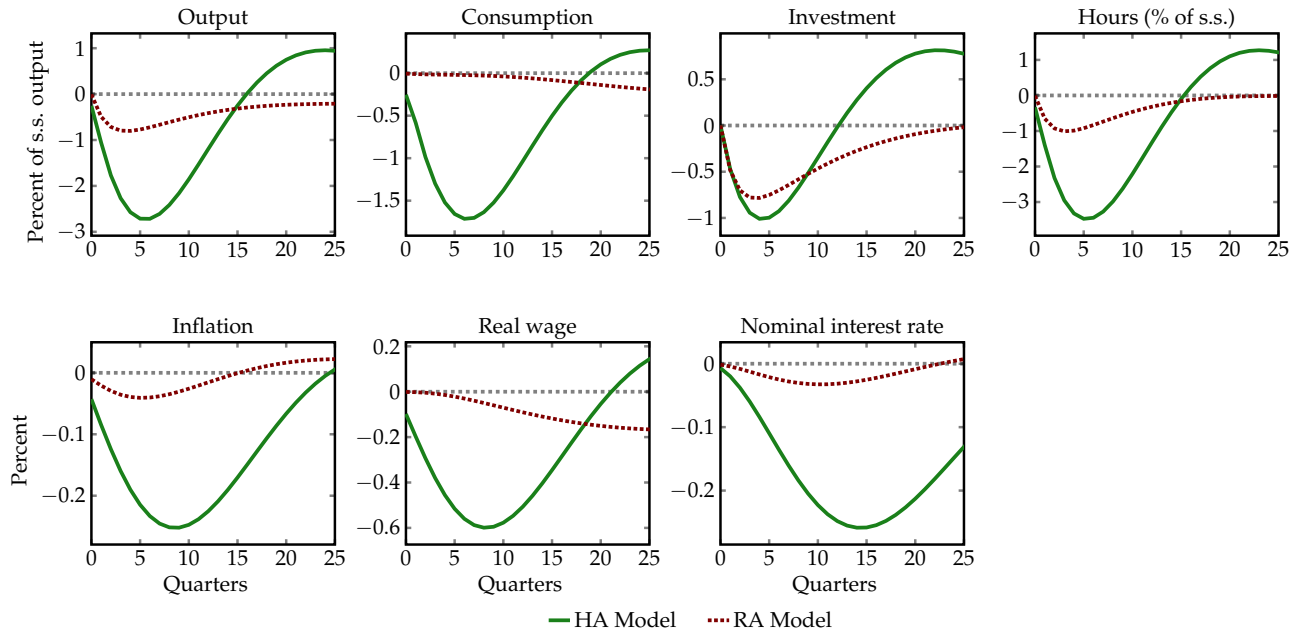 Output
Consumption
Investment
Hours (% of s.s.)
Percent of s.s. output
1
0
−1
−2
−3
0 5 10 15 20 25
0
−0.5
−1
−1.5
0 5 10 15 20 25
0.5
0
−0.5
−1
0 5 10 15 20 25
1
0
−1
−2
−3
0 5 10 15 20 25
Inflation
Real wage
Nominal interest rate
Percent
0
−0.1
−0.2
0 5 10 15 20 25
Quarters
0.2
0
−0.2
−0.4
−0.6
0 5 10 15 20 25
Quarters
0
−0.1
−0.2
0 5 10 15 20 25
Quarters
HA Model
RA Model